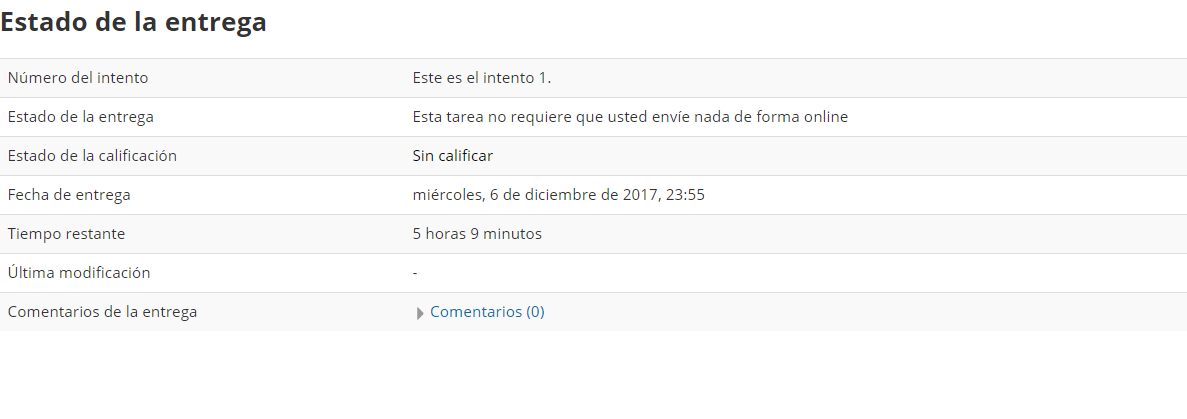 Estado de la entrega
Número del intento Este es el intento 1.
Estado de la entrega Esta tarea no requiere que usted envíe nada de forma online
Estado de la calificación Sin calificar
Fecha de entrega miércoles, 6 de diciembre de 2017, 23:55
Tiempo restante 5 horas 9 minutos
Última modificación -
Comentarios de la entrega Comentarios (0)